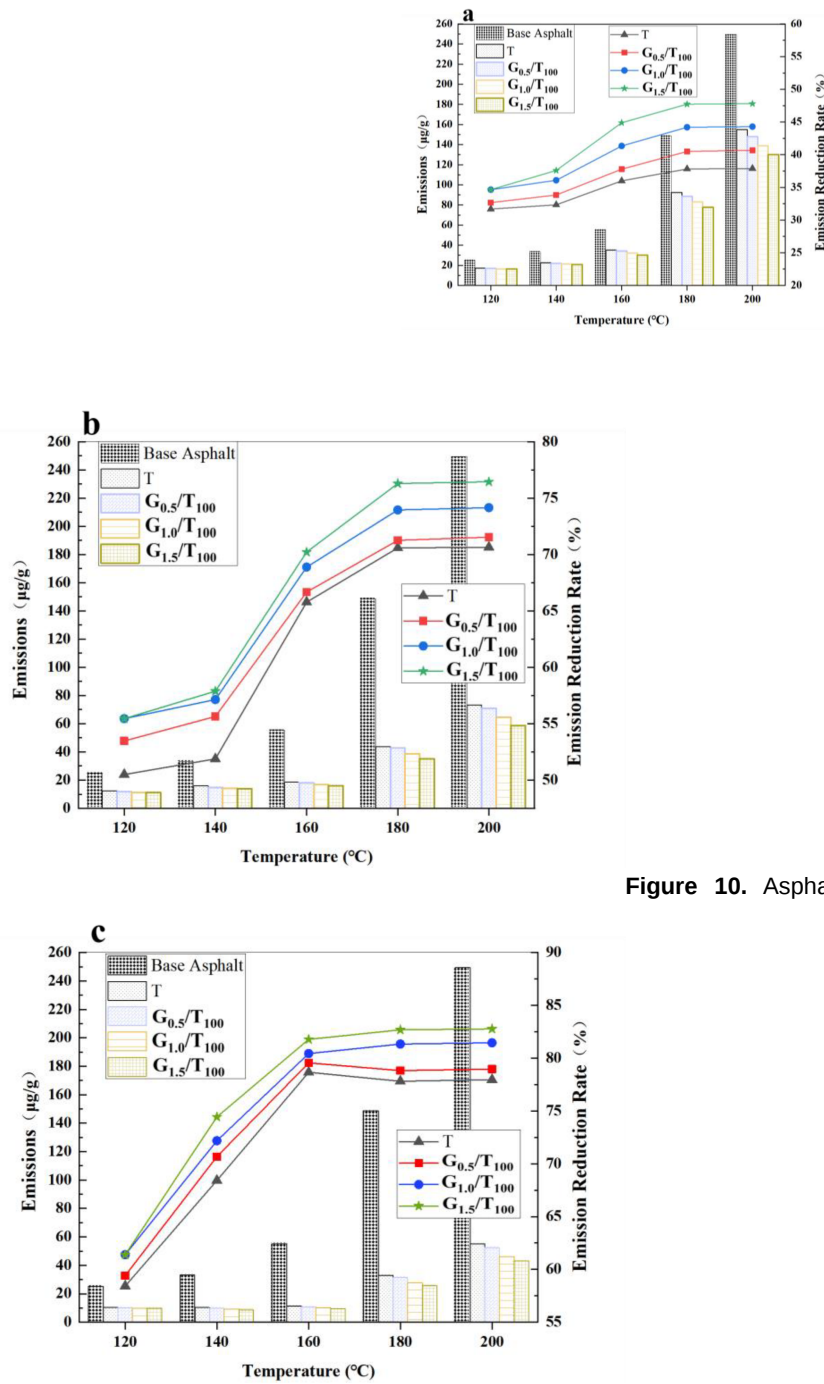 a
Base Asphalt
T
G0.5/T100
G1.0/T100
G1.5/T100
T
G0.5/T100
G1.0/T100
G1.5/T100
260
240
220
200
180
160
140
120
100
80
60
40
20
0
Emissions（μg/g）
60
55
50
45
40
35
30
25
20
Emission Reduction Rate（%）
120 140 160 180 200
Temperature (℃)
b
Base Asphalt
T
G0.5/T100
G1.0/T100
G1.5/T100
T
G0.5/T100
G1.0/T100
G1.5/T100
260
240
220
200
180
160
140
120
100
80
60
40
20
0
Emissions（μg/g）
80
75
70
65
60
55
50
Emission Reduction Rate（%）
120 140 160 180 200
Temperature (℃)
Figure 10. Aspha
c
Base Asphalt
T
G0.5/T100
G1.0/T100
G1.5/T100
T
G0.5/T100
G1.0/T100
G1.5/T100
260
240
220
200
180
160
140
120
100
80
60
40
20
0
Emissions（μg/g）
90
85
80
75
70
65
60
55
Emission Reduction Rate（%）
120 140 160 180 200
Temperature (℃)